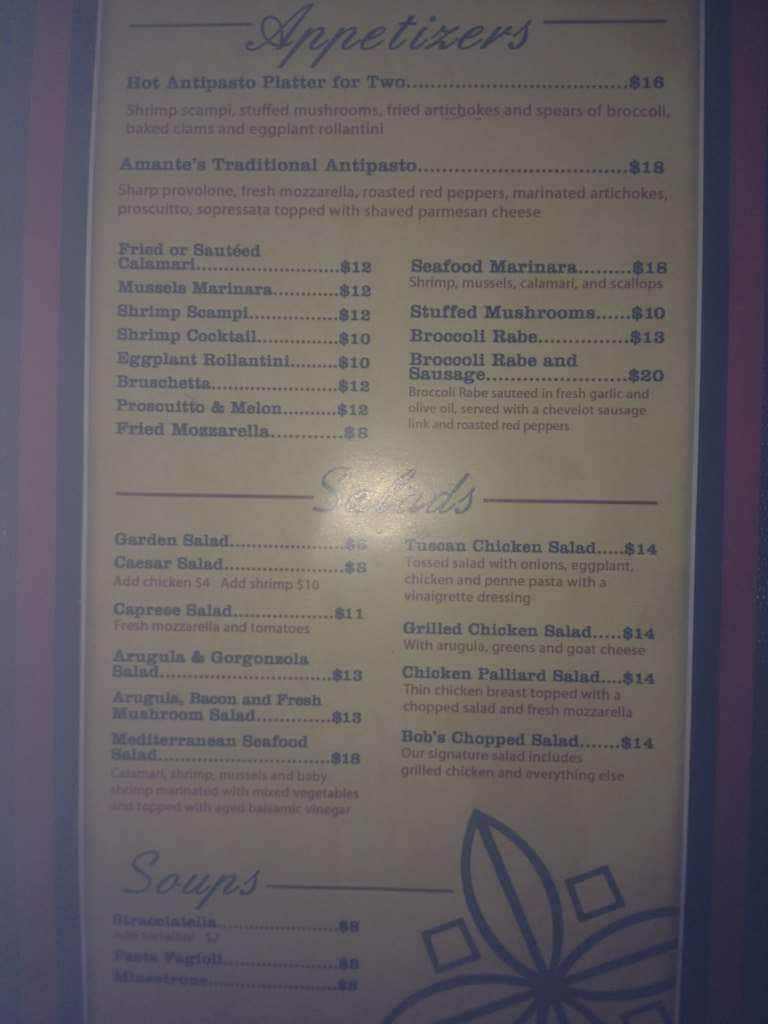 Appetizers
Hot Antipasto Platter for Two.................................$16
Shrimp scampi, stuffed mushrooms, fried artichokes and spears of broccoli,
baked clams and eggplant rollantini
Amante's Traditional Antipasto...............................$18
Sharp provolone, fresh mozzarella, roasted red peppers, marinated artichokes,
proscuitto, sopressata topped with shaved parmesan cheese
Fried or Sautéed
Calamari.......................$12
Mussels Marinara...........$12
Shrimp Scampi...............$12
Shrimp Cocktail..............$10
Eggplant Rollantini........$10
Bruschetta.....................$12
Proscuitto & Melon.........$12
Fried Mozzarella............$8
Seafood Marinara.........$18
Shrimp, mussels, calamari, and scallops
Stuffed Mushrooms......$10
Broccoli Rabe...............$13
Broccoli Rabe and
Sausage.......................$20
Broccoli Rabe sauteed in fresh garlic and
olive oil, served with a chevelot sausage
link and roasted red peppers
Salads
Garden Salad..................$6
Caesar Salad...................$8
Add chicken $4 Add shrimp $10
Caprese Salad................$11
Fresh mozzarella and tomatoes
Arugula & Gorgonzola
Salad............................$13
Arugula, Bacon and Fresh
Mushroom Salad............$13
Mediterranean Seafood
Salad............................$18
Calamari, shrimp, mussels and baby
shrimp marinated with mixed vegetables
and topped with aged balsamic vinegar
Tuscan Chicken Salad.....$14
Tossed salad with onions, eggplant,
chicken and penne pasta with a
vinaigrette dressing
Grilled Chicken Salad.....$14
With arugula, greens and goat cheese
Chicken Palliard Salad....$14
Thin chicken breast topped with a
chopped salad and fresh mozzarella
Bob's Chopped Salad.......$14
Our signature salad includes
grilled chicken and everything else
Soups
Stracciatella....................$8
Add tortellini $2
Pasta Fagioli...................$8
Minestrone.....................$8